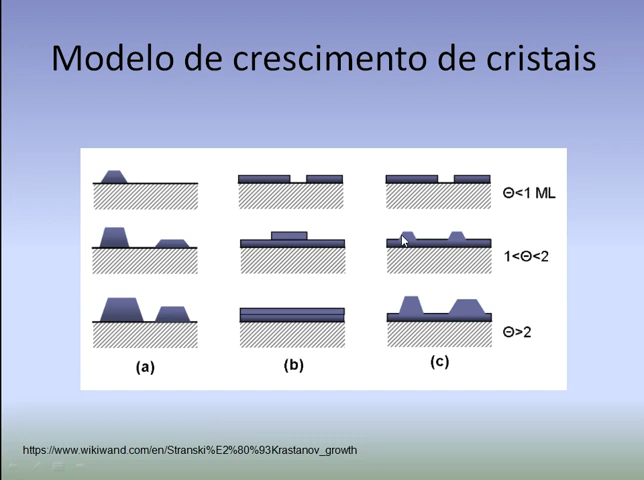 Modelo de crescimento de cristais
Θ<1 ML
1<Θ<2
Θ>2
(a)
(b)
(c)
https://www.wikiwand.com/en/Stranski%E2%80%93Krastanov_growth